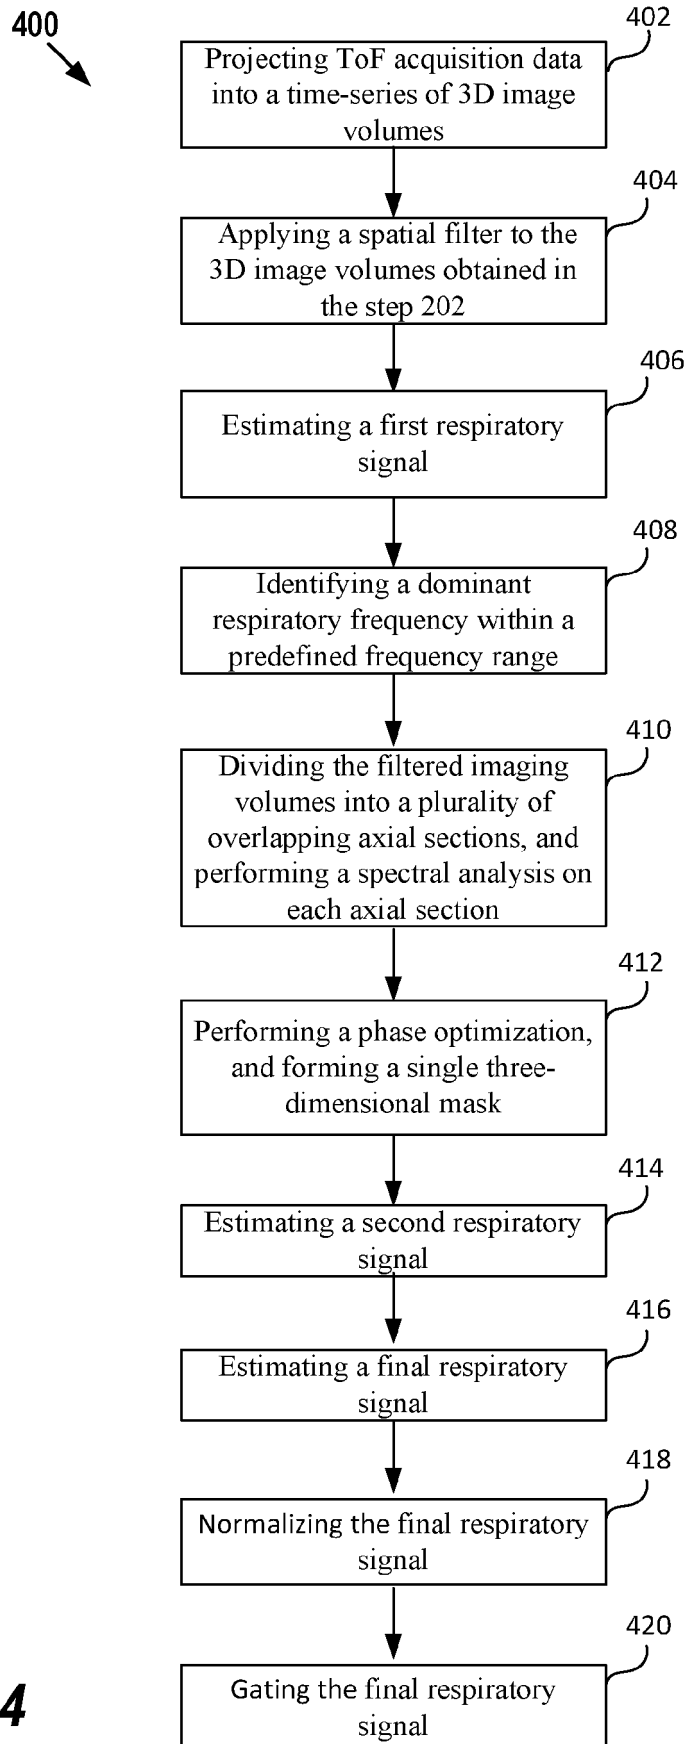 400
402
Projecting ToF acquisition data
into a time-series of 3D image
volumes
404
Applying a spatial filter to the
3D image volumes obtained in
the step 202
406
Estimating a first respiratory
signal
408
Identifying a dominant
respiratory frequency within a
predefined frequency range
410
Dividing the filtered imaging
volumes into a plurality of
overlapping axial sections, and
performing a spectral analysis on
each axial section
412
Performing a phase optimization,
and forming a single three-
dimensional mask
414
Estimating a second respiratory
signal
416
Estimating a final respiratory
signal
418
Normalizing the final respiratory
signal
420
Gating the final respiratory
signal
4